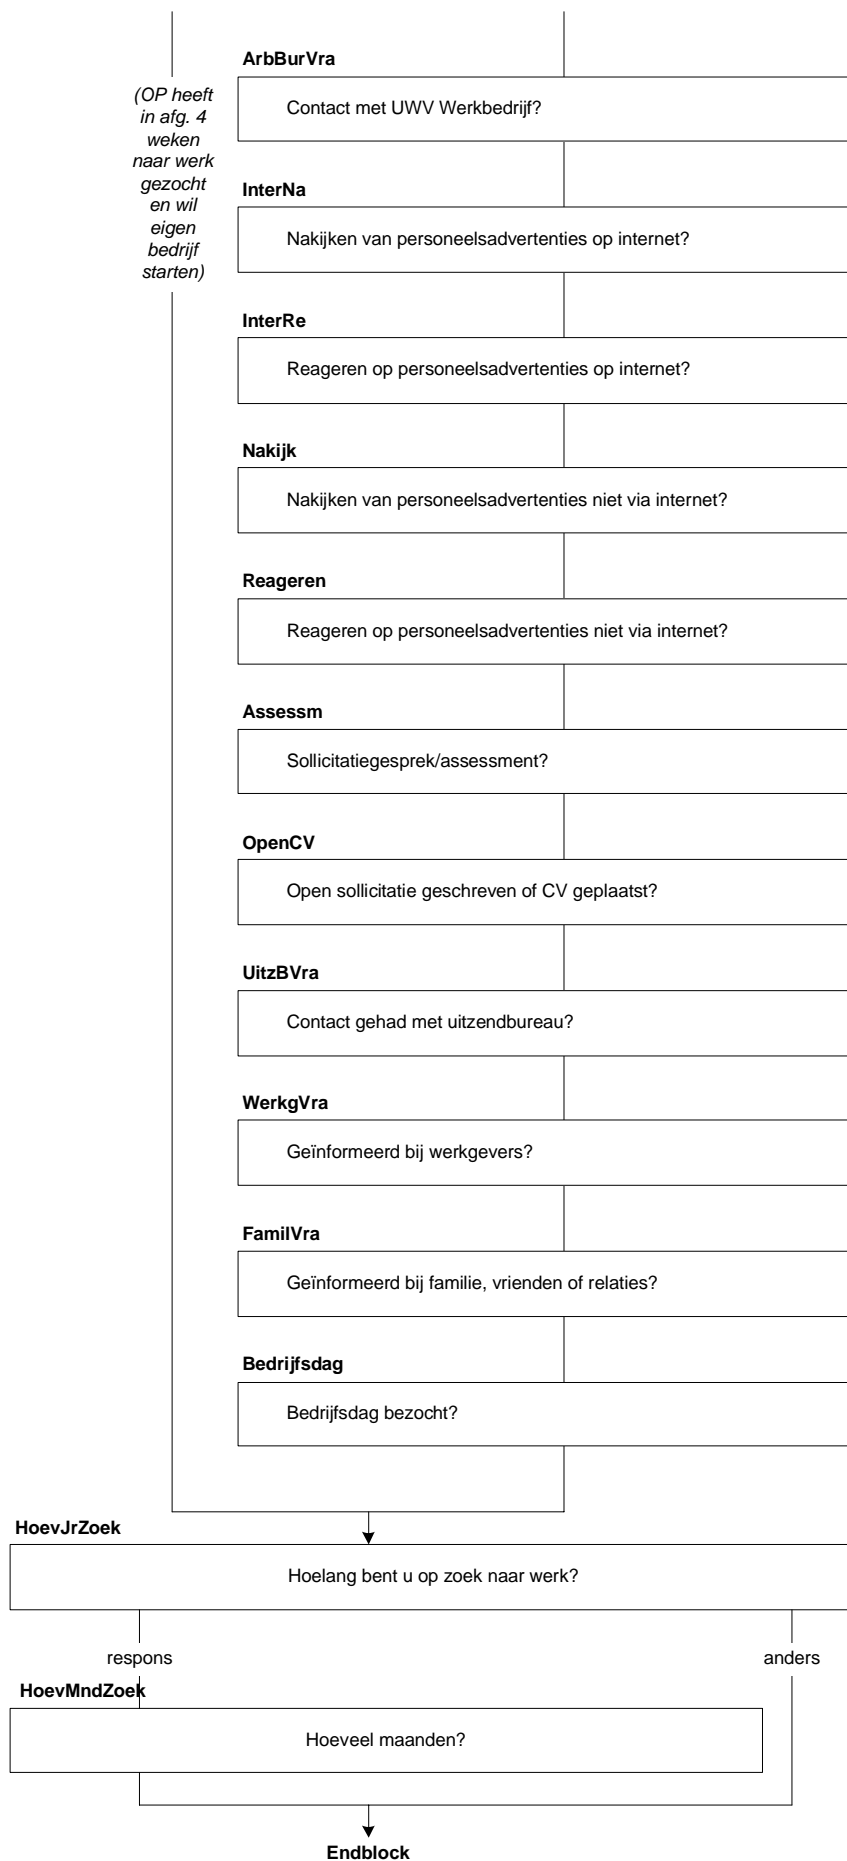 ArbBurVra
(OP heeft
in afg. 4
weken
naar werk
gezocht
en wil
eigen
bedrijf
starten)
Contact met UWV Werkbedrijf?
InterNa
Nakijken van personeelsadvertenties op internet?
InterRe
Reageren op personeelsadvertenties op internet?
Nakijk
Nakijken van personeelsadvertenties niet via internet?
Reageren
Reageren op personeelsadvertenties niet via internet?
Assessm
Sollicitatiegesprek/assessment?
OpenCV
Open sollicitatie geschreven of CV geplaatst?
UitzBVra
Contact gehad met uitzendbureau?
WerkgVra
Geïnformeerd bij werkgevers?
FamilVra
Geïnformeerd bij familie, vrienden of relaties?
Bedrijfsdag
Bedrijfsdag bezocht?
HoevJrZoek
Hoelang bent u op zoek naar werk?
respons
anders
HoevMndZoek
Hoeveel maanden?
Endblock